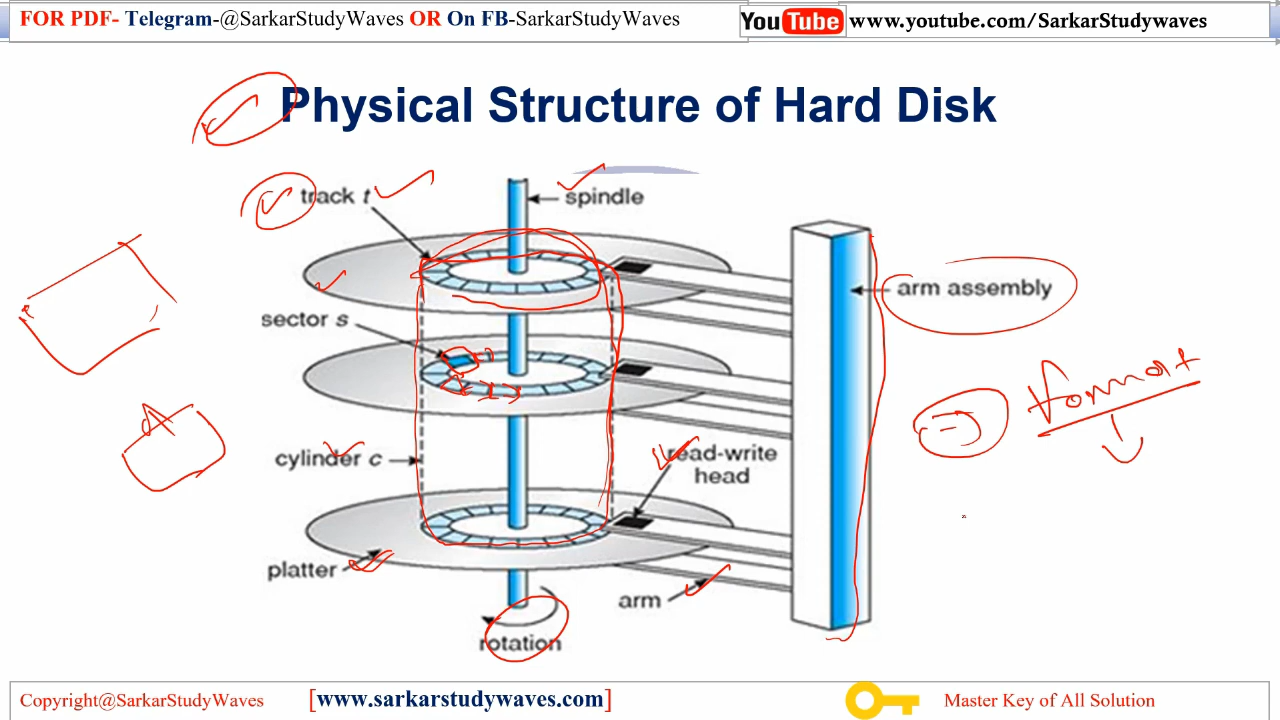 FOR PDF- Telegram-@SarkarStudyWaves OR On FB-SarkarStudyWaves
YouTube www.youtube.com/SarkarStudywaves
Physical Structure of Hard Disk
track t
spindle
arm assembly
sector s
Format
cylinder c
read-write
head
platter
arm
rotation
Copyright@SarkarStudyWaves
[www.sarkarstudywaves.com]
Master Key of All Solution